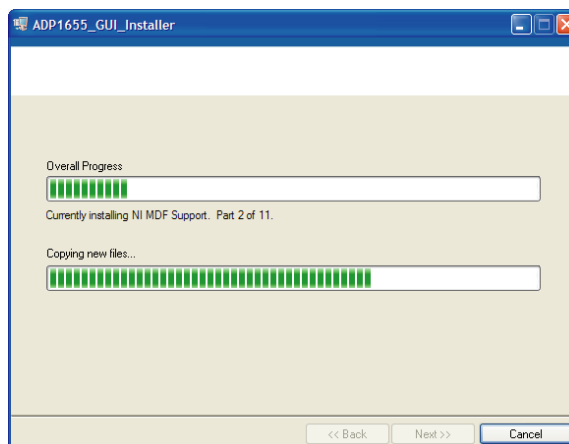 ADP1655_GUI_Installer
Overall Progress
Currently installing NI MDF Support. Part 2 of 11.
Copying new files...
<< Back Next >> Cancel